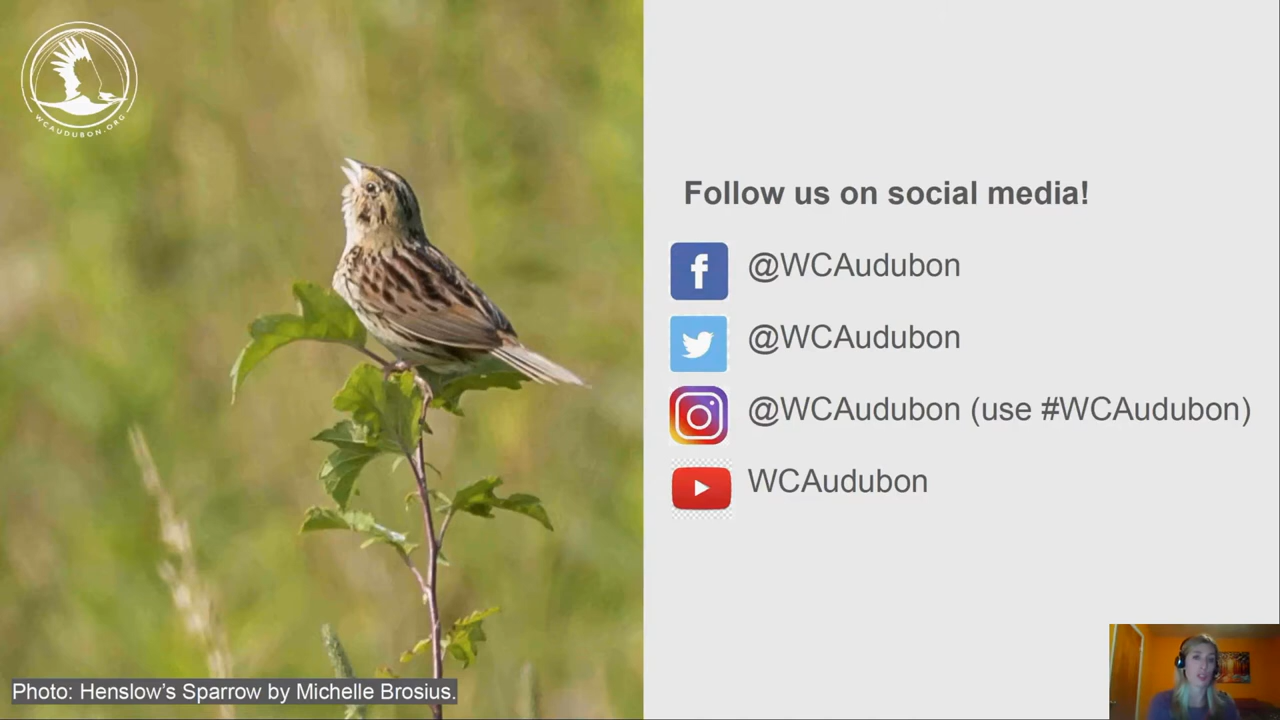 WCAUDUBON.ORG
Follow us on social media!
@WCAudubon
@WCAudubon
@WCAudubon (use #WCAudubon)
WCAudubon
Photo: Henslow’s Sparrow by Michelle Brosius.